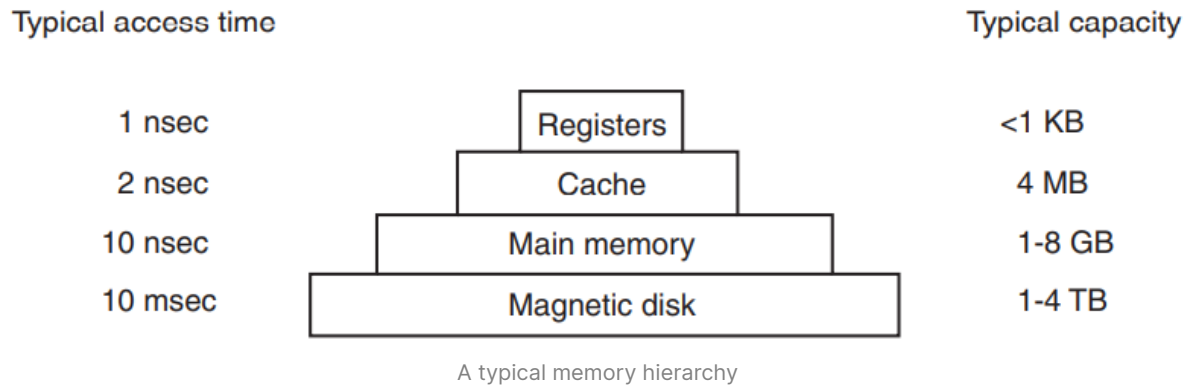 Typical access time Typical capacity
1 nsec Registers <1 KB
2 nsec Cache 4 MB
10 nsec Main memory 1-8 GB
10 msec Magnetic disk 1-4 TB
A typical memory hierarchy